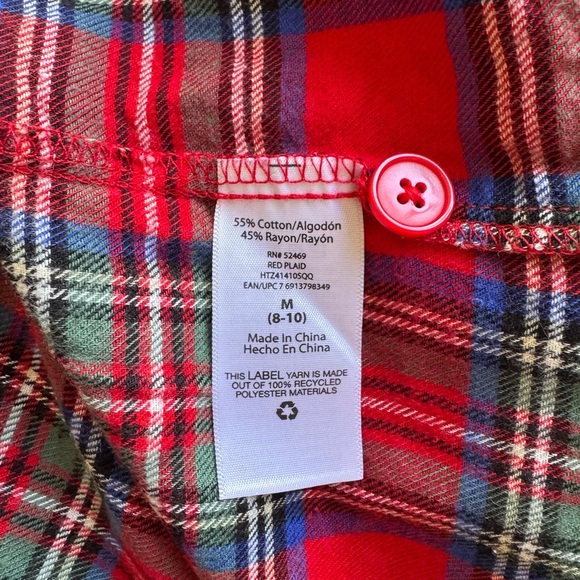 55% Cotton/Algodón
45% Rayon/Rayón
RN# 52469
RED PLAID
HTZ41410SQQ
EAN/UPC 7 6913798349
M
(8-10)
Made In China
Hecho En China
THIS LABEL YARN IS MADE
OUT OF 100% RECYCLED
POLYESTER MATERIALS